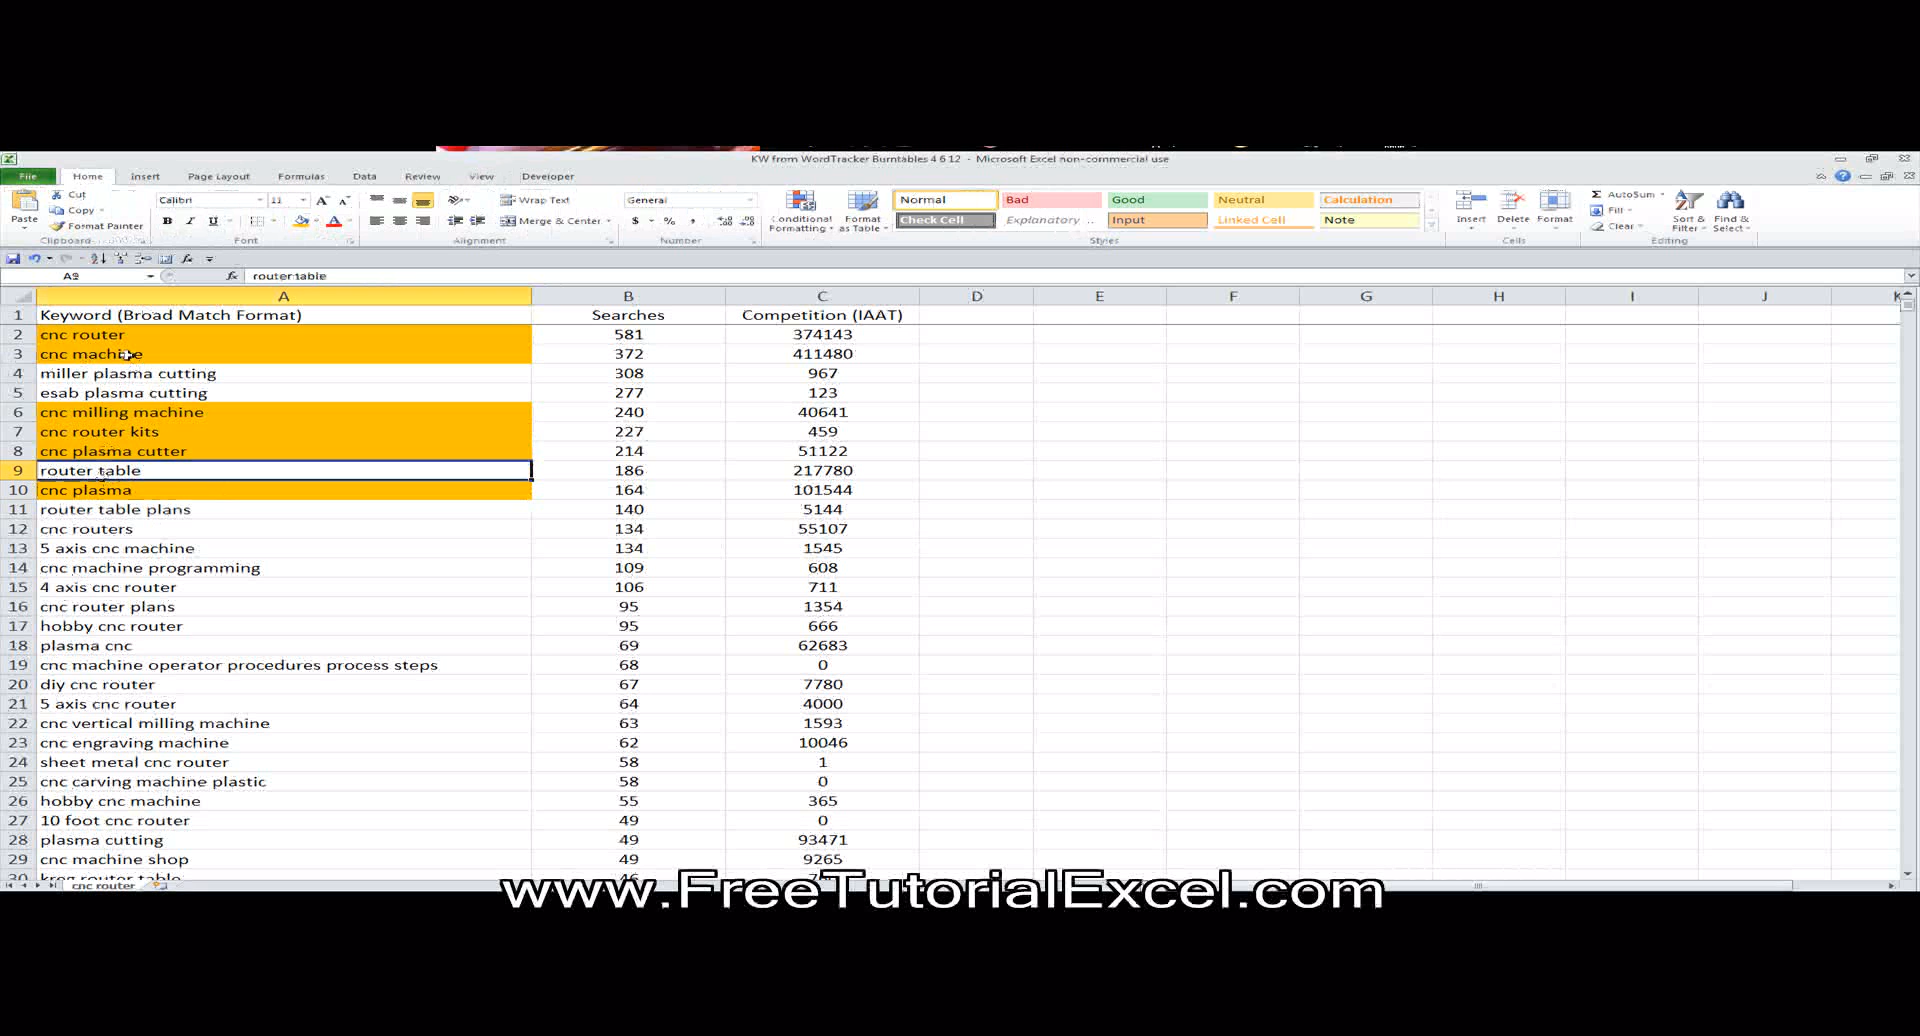 KW from WordTracker Burntables 4 6 12 - Microsoft Excel non-commercial use
File Home Insert Page Layout Formulas Data Review View Developer
Cut
Copy
Format Painter
Paste
Clipboard
Calibri 11
Font
Wrap Text
Merge & Center
Alignment
General
Number
Conditional Formatting
Format as Table
Normal Bad Good Neutral Calculation
Check Cell Explanatory .. Input Linked Cell Note
Styles
Insert Delete Format
Cells
AutoSum
Fill
Clear
Sort & Filter
Find & Select
Editing
A9 fx router table
A B C D E F G H I J K
1 Keyword (Broad Match Format) Searches Competition (IAAT)
2 cnc router 581 374143
3 cnc machine 372 411480
4 miller plasma cutting 308 967
5 esab plasma cutting 277 123
6 cnc milling machine 240 40641
7 cnc router kits 227 459
8 cnc plasma cutter 214 51122
9 router table 186 217780
10 cnc plasma 164 101544
11 router table plans 140 5144
12 cnc routers 134 55107
13 5 axis cnc machine 134 1545
14 cnc machine programming 109 608
15 4 axis cnc router 106 711
16 cnc router plans 95 1354
17 hobby cnc router 95 666
18 plasma cnc 69 62683
19 cnc machine operator procedures process steps 68 0
20 diy cnc router 67 7780
21 5 axis cnc router 64 4000
22 cnc vertical milling machine 63 1593
23 cnc engraving machine 62 10046
24 sheet metal cnc router 58 1
25 cnc carving machine plastic 58 0
26 hobby cnc machine 55 365
27 10 foot cnc router 49 0
28 plasma cutting 49 93471
29 cnc machine shop 49 9265
30 kreg router table 46
cnc router
www.FreeTutorialExcel.com